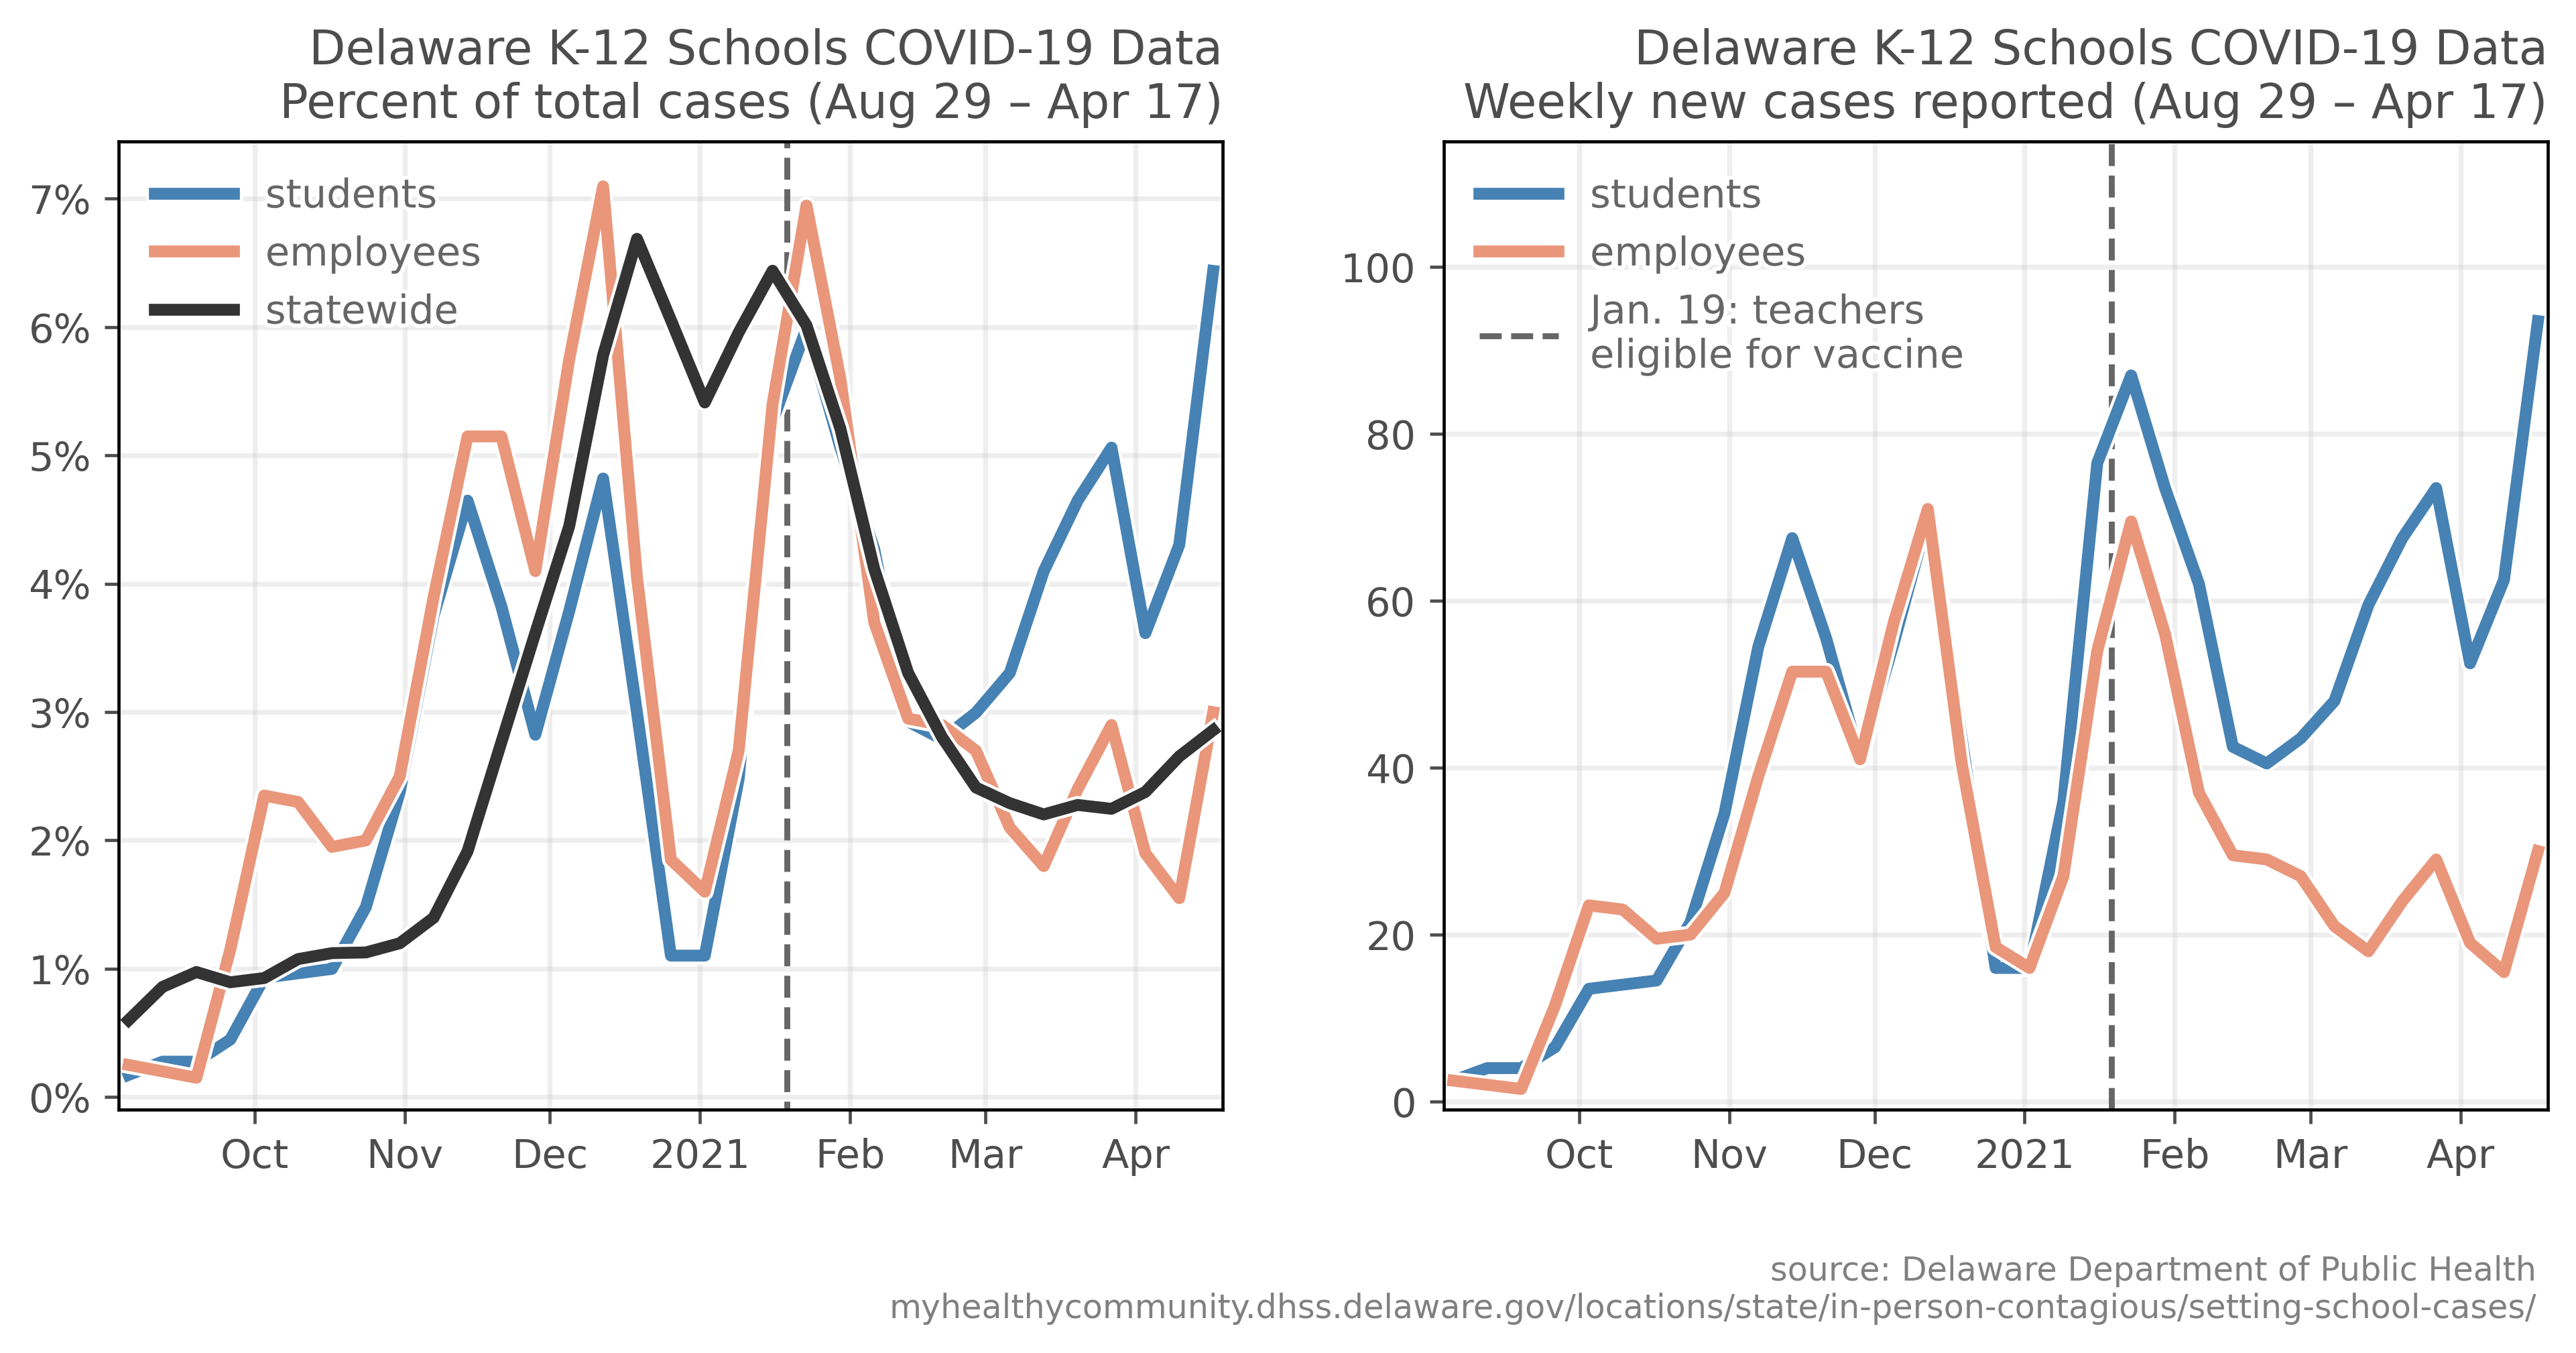 Delaware K-12 Schools COVID-19 Data
Percent of total cases (Aug 29 – Apr 17)
7%
6%
5%
4%
3%
2%
1%
0%
students
employees
statewide
Oct
Nov
Dec
2021
Feb
Mar
Apr
Delaware K-12 Schools COVID-19 Data
Weekly new cases reported (Aug 29 – Apr 17)
100
80
60
40
20
0
students
employees
Jan. 19: teachers
eligible for vaccine
Oct
Nov
Dec
2021
Feb
Mar
Apr
source: Delaware Department of Public Health
myhealthycommunity.dhss.delaware.gov/locations/state/in-person-contagious/setting-school-cases/